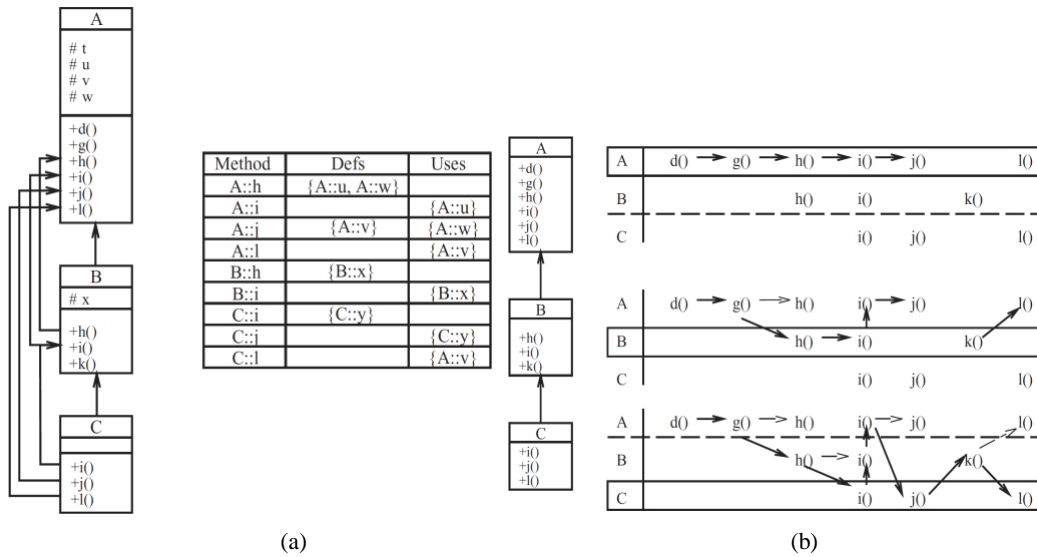 A
# t
# u
# v
# w
+d()
+g()
+h()
+i()
+j()
+l()
B
# x
+h()
+i()
+k()
C
+i()
+j()
+l()
Method Defs Uses
A::h {A::u, A::w}
A::i {A::u}
A::j {A::v} {A::w}
A::l {A::v}
B::h {B::x}
B::i {B::x}
C::i {C::y}
C::j {C::y}
C::l {A::v}
A
+d()
+g()
+h()
+i()
+j()
+l()
B
+h()
+i()
+k()
C
+i()
+j()
+l()
A d() g() h() i() j() l()
B h() i() k()
C i() j() l()
A d() g() h() i() j() l()
B h() i() k()
C i() j() l()
A d() g() h() i() j() l()
B h() i() k()
C i() j() l()
(a) (b)